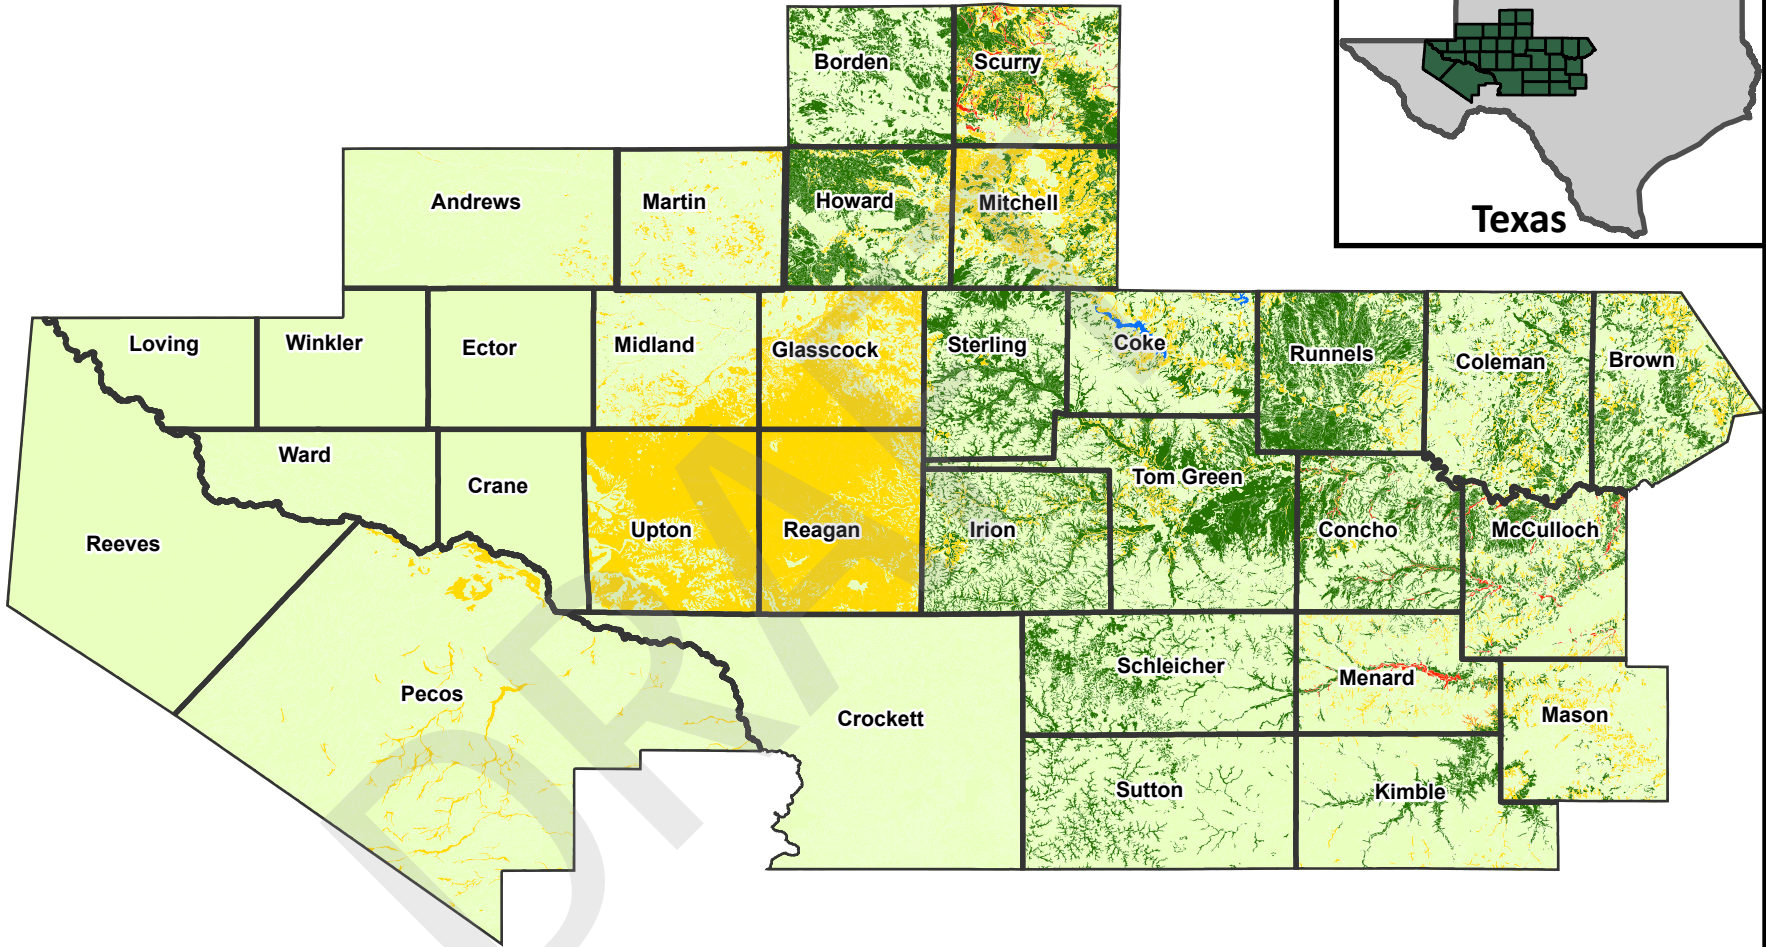 Borden
Scurry
Texas
Andrews
Martin
Howard
Mitchell
Loving
Winkler
Ector
Midland
Glasscock
Sterling
Coke
Runnels
Coleman
Brown
Ward
Crane
Tom Green
Reeves
Upton
Reagan
Irion
Concho
McCulloch
Pecos
Crockett
Schleicher
Menard
Mason
Sutton
Kimble
DRAFT